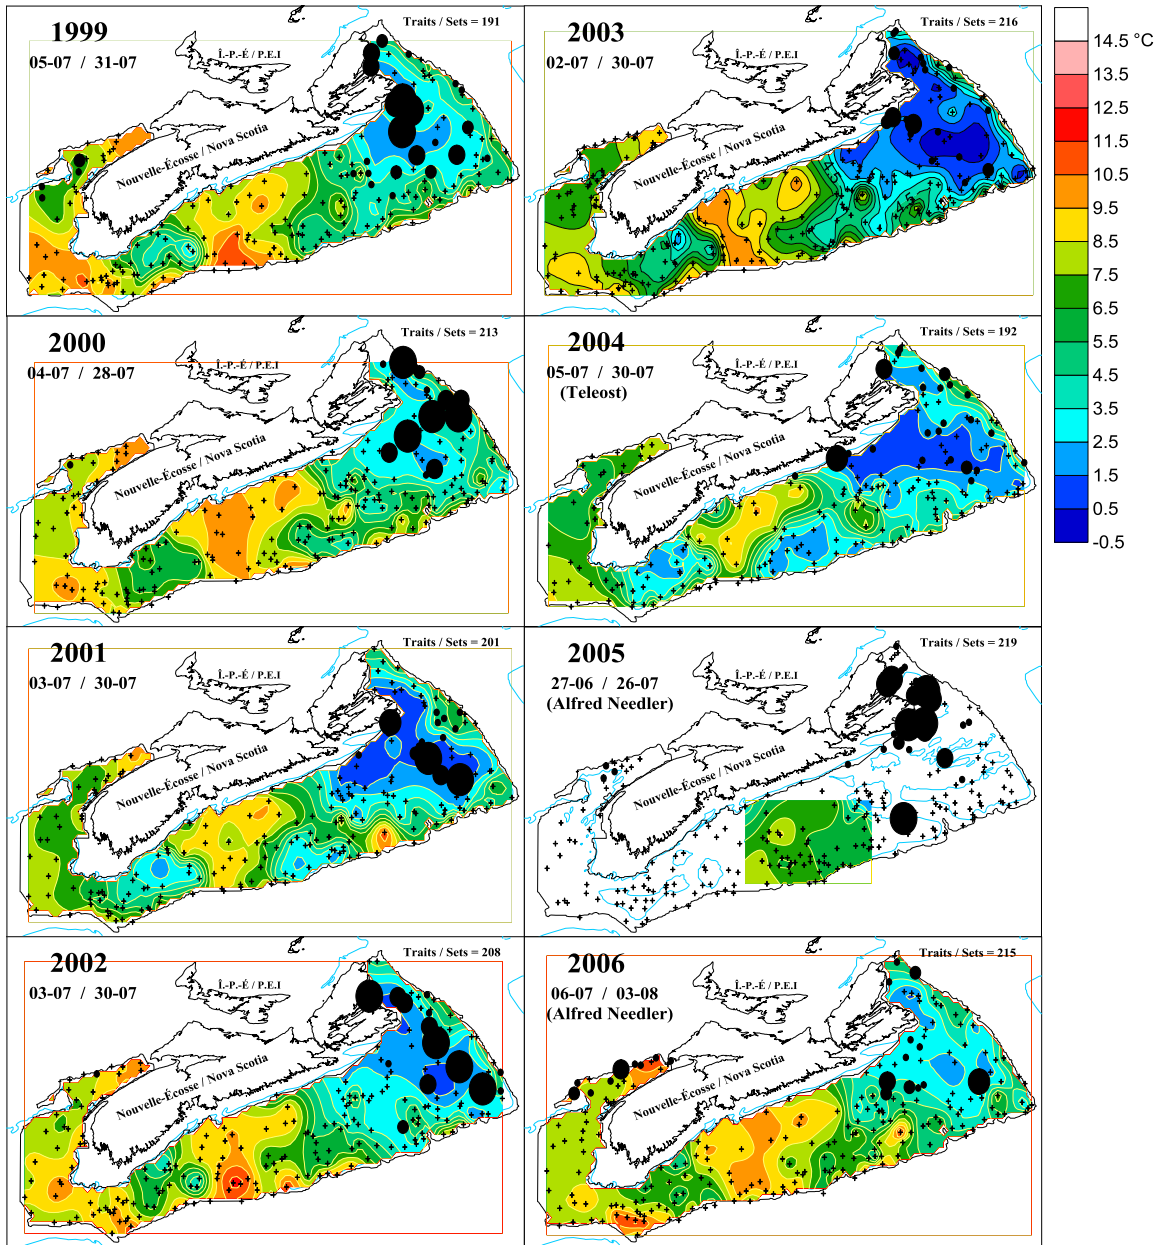 1999
05-07 / 31-07
Traits / Sets = 191
Î.-P.-É / P.E.I
Nouvelle-Écosse / Nova Scotia
2003
02-07 / 30-07
Traits / Sets = 216
Î.-P.-É / P.E.I
Nouvelle-Écosse / Nova Scotia
2000
04-07 / 28-07
Traits / Sets = 213
Î.-P.-É / P.E.I
Nouvelle-Écosse / Nova Scotia
2004
05-07 / 30-07
(Teleost)
Traits / Sets = 192
Î.-P.-É / P.E.I
Nouvelle-Écosse / Nova Scotia
2001
03-07 / 30-07
Traits / Sets = 201
Î.-P.-É / P.E.I
Nouvelle-Écosse / Nova Scotia
2005
27-06 / 26-07
(Alfred Needler)
Traits / Sets = 219
Î.-P.-É / P.E.I
Nouvelle-Écosse / Nova Scotia
2002
03-07 / 30-07
Traits / Sets = 208
Î.-P.-É / P.E.I
Nouvelle-Écosse / Nova Scotia
2006
06-07 / 03-08
(Alfred Needler)
Traits / Sets = 215
Î.-P.-É / P.E.I
Nouvelle-Écosse / Nova Scotia
14.5 °C
13.5
12.5
11.5
10.5
9.5
8.5
7.5
6.5
5.5
4.5
3.5
2.5
1.5
0.5
-0.5